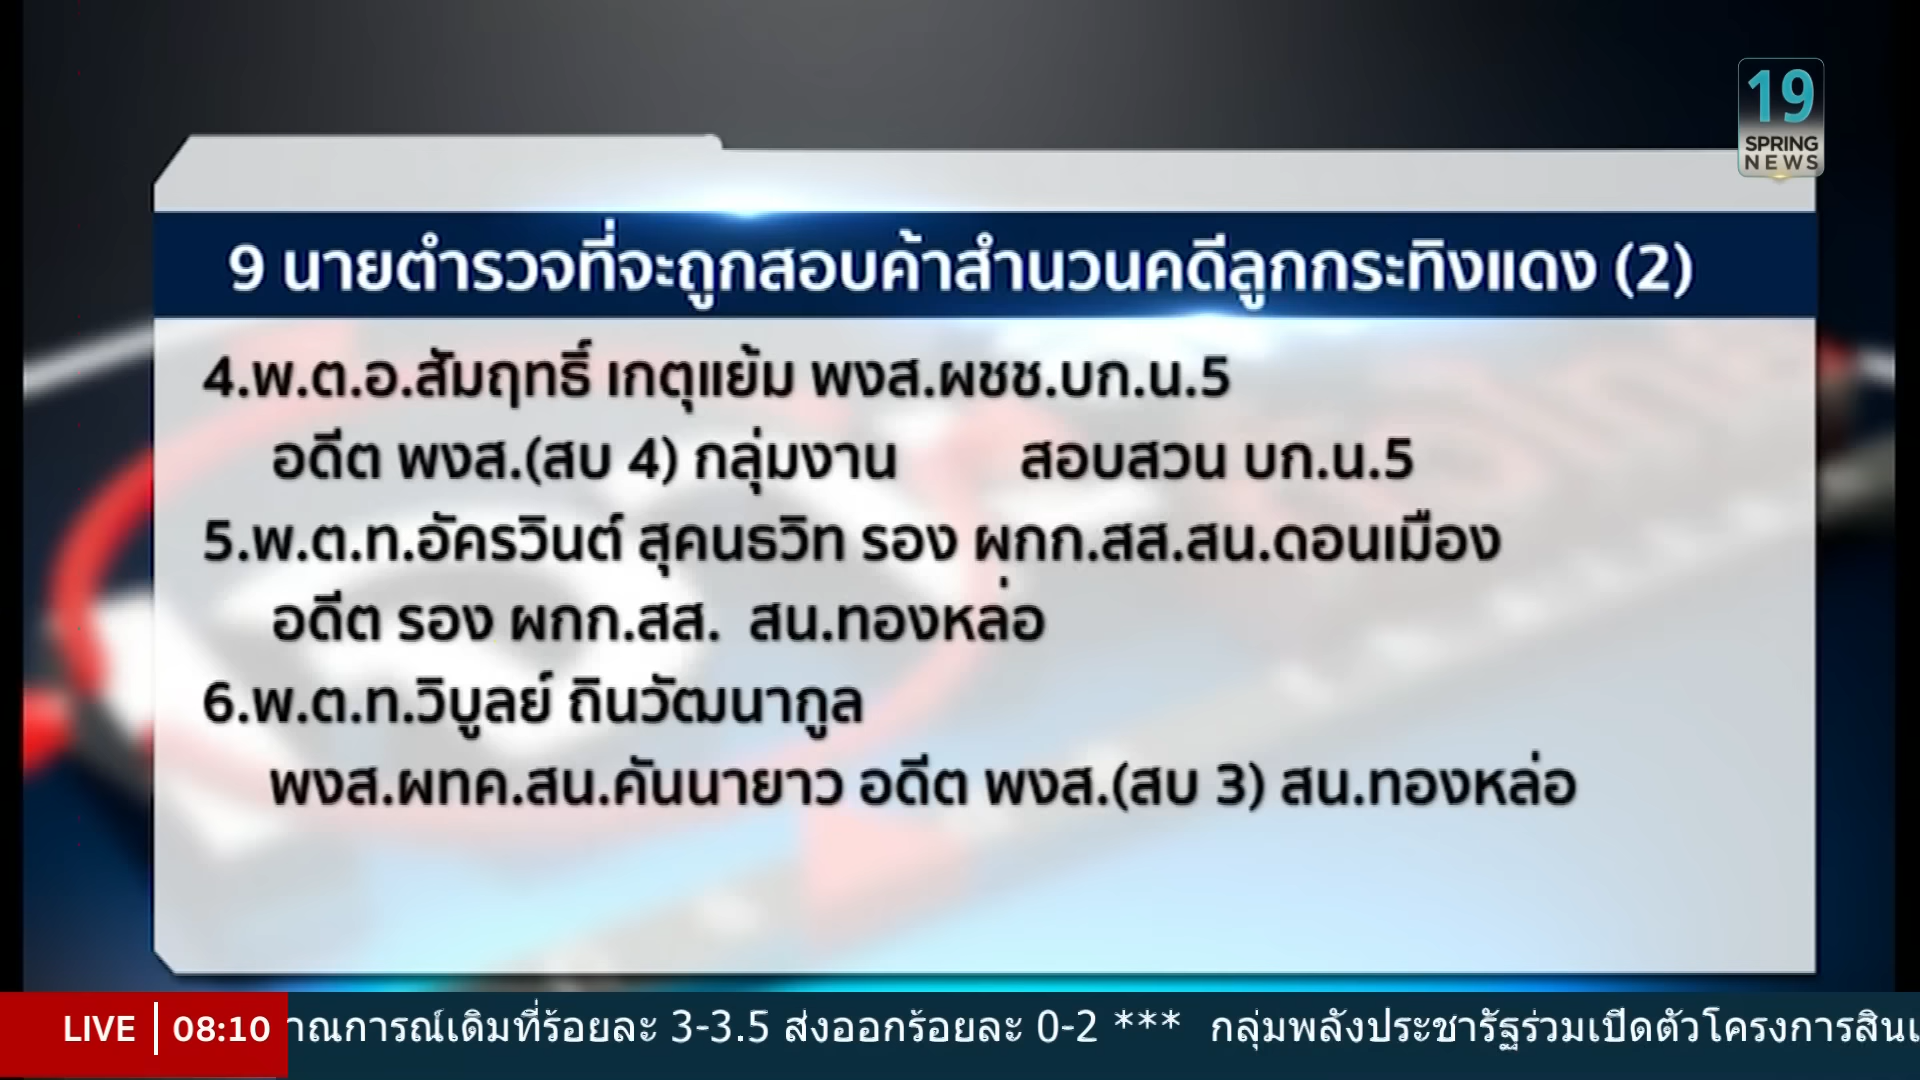 19
SPRING
NEWS
9 นายตำรวจที่จะถูกสอบค้าสำนวนคดีลูกกระทิงแดง (2)
4.พ.ต.อ.สัมฤทธิ์ เกตุแย้ม พงส.ผชช.บก.น.5
อดีต พงส.(สบ 4) กลุ่มงาน สอบสวน บก.น.5
5.พ.ต.ท.อัครวินต์ สุคนธวิท รอง ผกก.สส.สน.ดอนเมือง
อดีต รอง ผกก.สส. สน.ทองหล่อ
6.พ.ต.ท.วิบูลย์ ถินวัฒนากูล
พงส.ผทค.สน.คันนายาว อดีต พงส.(สบ 3) สน.ทองหล่อ
LIVE 08:10 าณการณ์เดิมที่ร้อยละ 3-3.5 ส่งออกร้อยละ 0-2 *** กลุ่มพลังประชารัฐร่วมเปิดตัวโครงการสิน